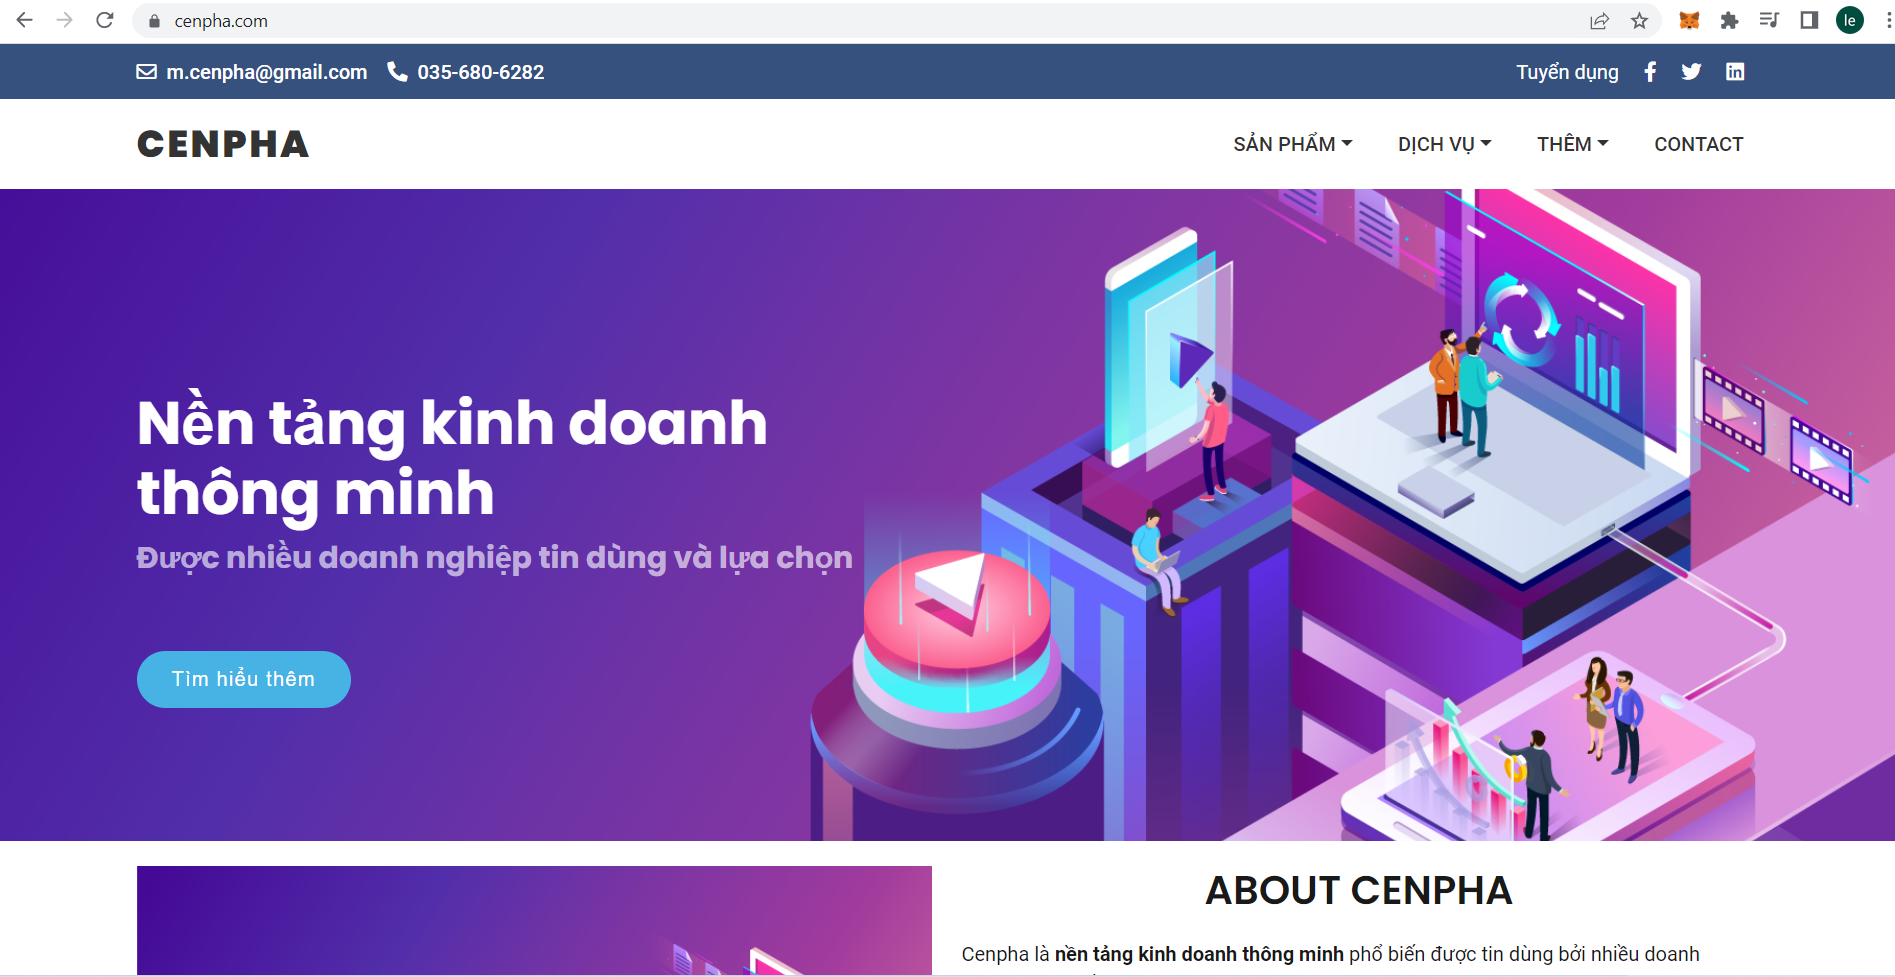 cenpha.com
le
m.cenpha@gmail.com 035-680-6282 Tuyển dụng
CENPHA SẢN PHẨM DỊCH VỤ THÊM CONTACT
Nền tảng kinh doanh
thông minh
Được nhiều doanh nghiệp tin dùng và lựa chọn
Tìm hiểu thêm
ABOUT CENPHA
Cenpha là nền tảng kinh doanh thông minh phổ biến được tin dùng bởi nhiều doanh